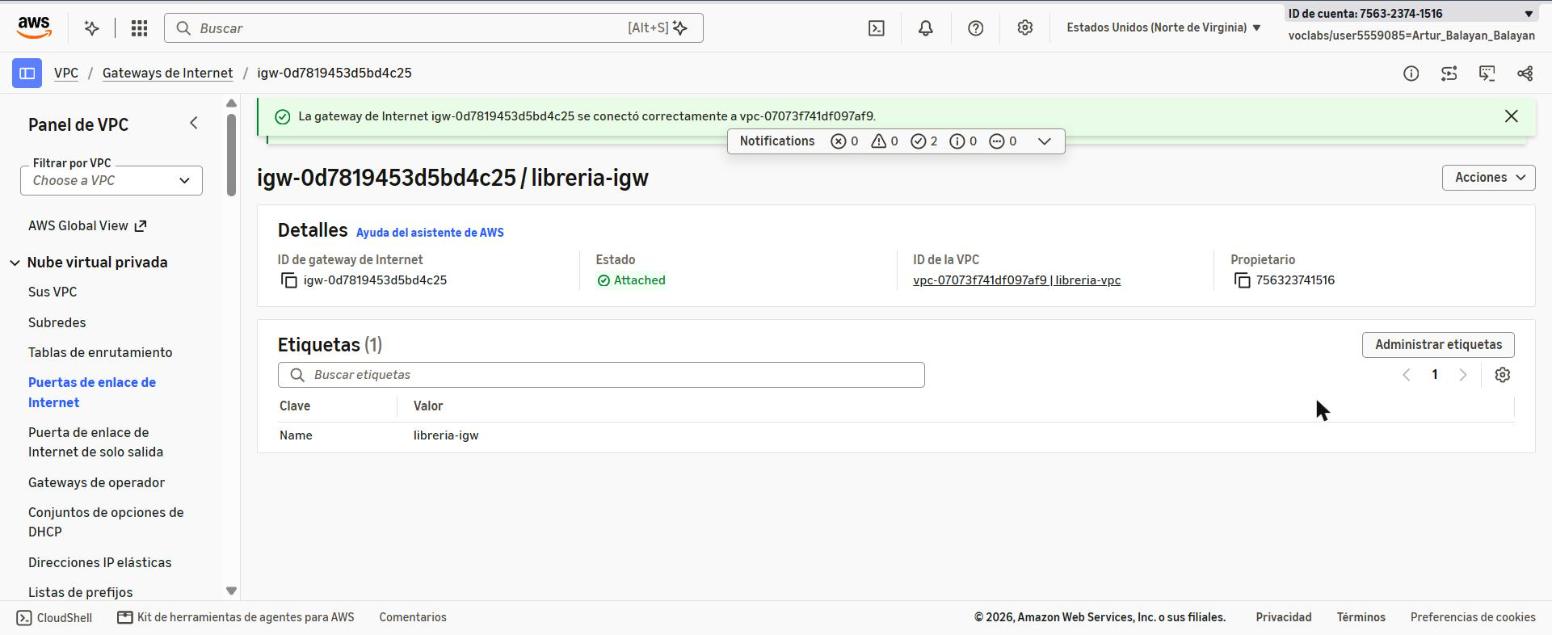 aws
Buscar
[Alt+S]
Estados Unidos (Norte de Virginia) ▼
ID de cuenta: 7563-2374-1516
voclabs/user5559085=Artur_Balayan_Balayan
VPC / Gateways de Internet / igw-0d7819453d5bd4c25
Panel de VPC
Filtrar por VPC
Choose a VPC
AWS Global View
Nube virtual privada
Sus VPC
Subredes
Tablas de enrutamiento
Puertas de enlace de
Internet
Puerta de enlace de
Internet de solo salida
Gateways de operador
Conjuntos de opciones de
DHCP
Direcciones IP elásticas
Listas de prefijos
La gateway de Internet igw-0d7819453d5bd4c25 se conectó correctamente a vpc-07073f741df097af9.
Notifications 0 0 2 0 0
igw-0d7819453d5bd4c25 / libreria-igw
Acciones
Detalles Ayuda del asistente de AWS
ID de gateway de Internet
igw-0d7819453d5bd4c25
Estado
Attached
ID de la VPC
vpc-07073f741df097af9 | libreria-vpc
Propietario
756323741516
Etiquetas (1)
Administrar etiquetas
Buscar etiquetas
1
Clave Valor
Name libreria-igw
CloudShell
Kit de herramientas de agentes para AWS
Comentarios
© 2026, Amazon Web Services, Inc. o sus filiales.
Privacidad
Términos
Preferencias de cookies